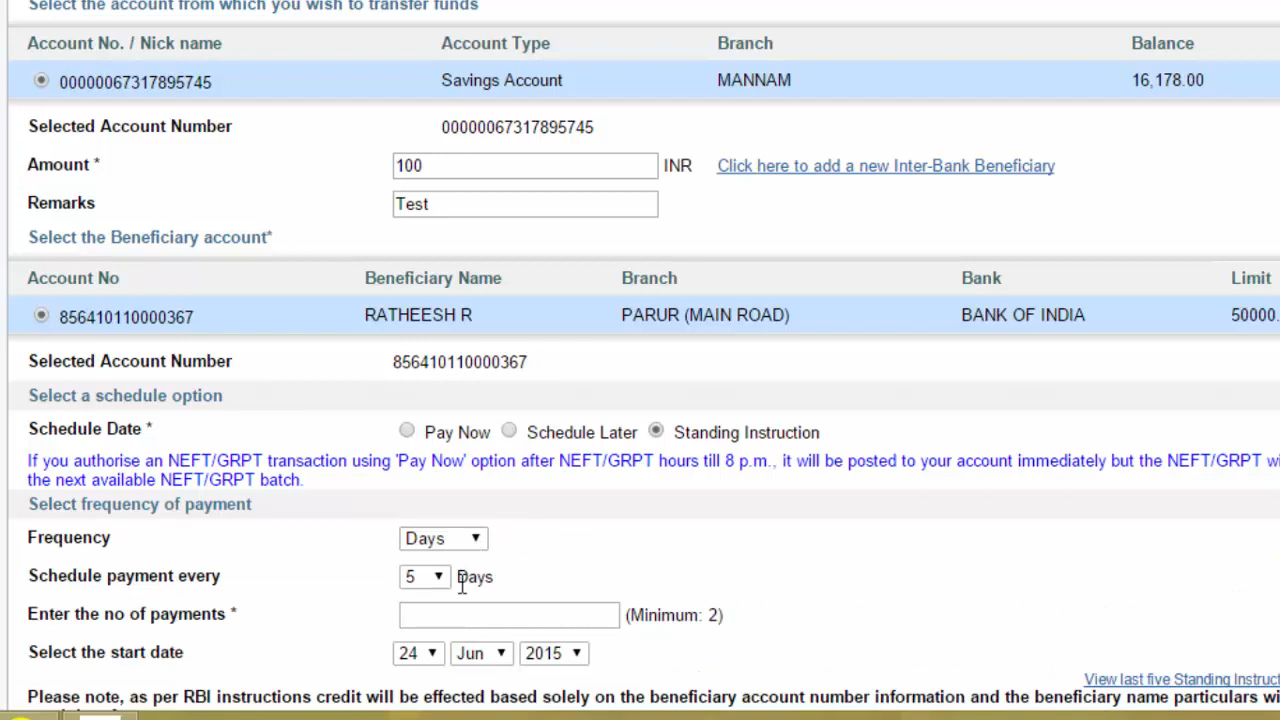 Select the account from which you wish to transfer funds
Account No. / Nick name Account Type Branch Balance
00000067317895745 Savings Account MANNAM 16,178.00
Selected Account Number 00000067317895745
Amount * 100 INR Click here to add a new Inter-Bank Beneficiary
Remarks Test
Select the Beneficiary account*
Account No Beneficiary Name Branch Bank Limit
856410110000367 RATHEESH R PARUR (MAIN ROAD) BANK OF INDIA 50000.
Selected Account Number 856410110000367
Select a schedule option
Schedule Date * Pay Now Schedule Later Standing Instruction
If you authorise an NEFT/GRPT transaction using 'Pay Now' option after NEFT/GRPT hours till 8 p.m., it will be posted to your account immediately but the NEFT/GRPT wi
the next available NEFT/GRPT batch.
Select frequency of payment
Frequency Days
Schedule payment every 5 Days
Enter the no of payments * (Minimum: 2)
Select the start date 24 Jun 2015
View last five Standing Instruct
Please note, as per RBI instructions credit will be effected based solely on the beneficiary account number information and the beneficiary name particulars wi